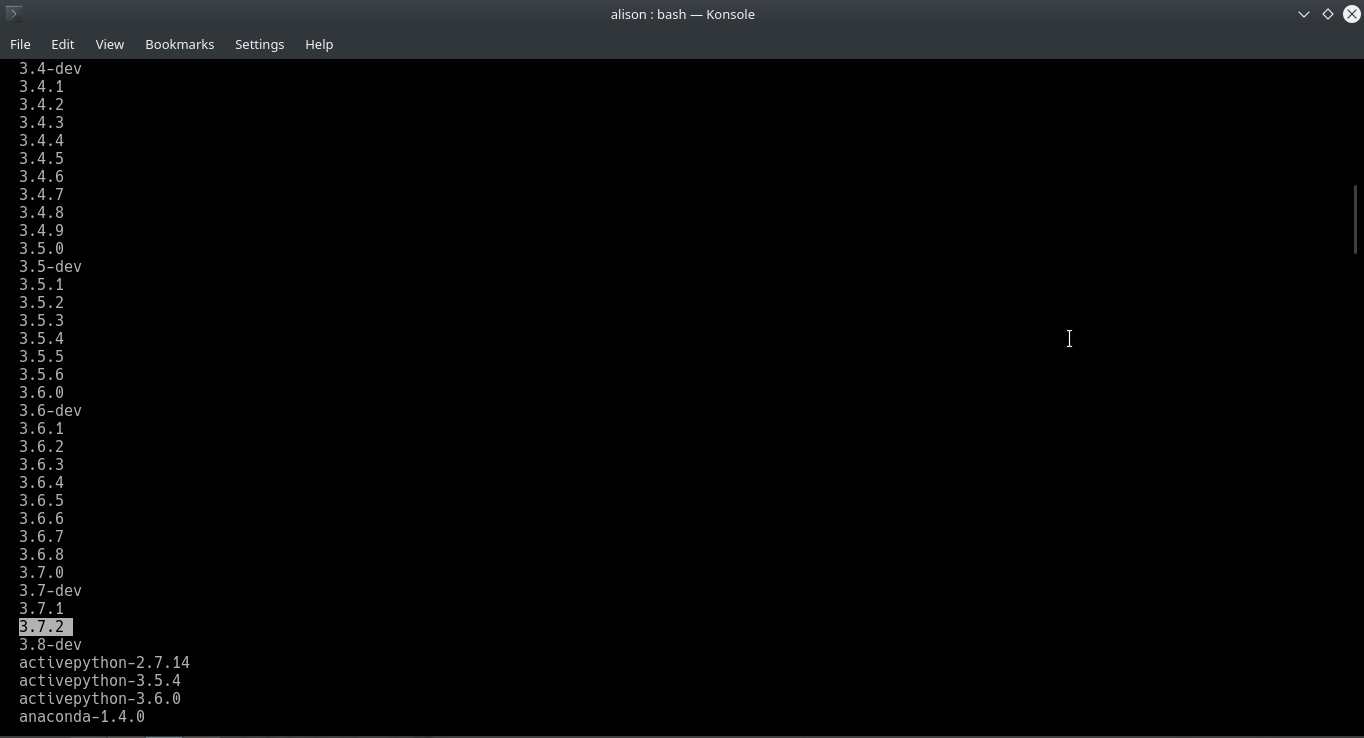 alison : bash — Konsole
File Edit View Bookmarks Settings Help
3.4-dev
3.4.1
3.4.2
3.4.3
3.4.4
3.4.5
3.4.6
3.4.7
3.4.8
3.4.9
3.5.0
3.5-dev
3.5.1
3.5.2
3.5.3
3.5.4
3.5.5
3.5.6
3.6.0
3.6-dev
3.6.1
3.6.2
3.6.3
3.6.4
3.6.5
3.6.6
3.6.7
3.6.8
3.7.0
3.7-dev
3.7.1
3.7.2
3.8-dev
activepython-2.7.14
activepython-3.5.4
activepython-3.6.0
anaconda-1.4.0